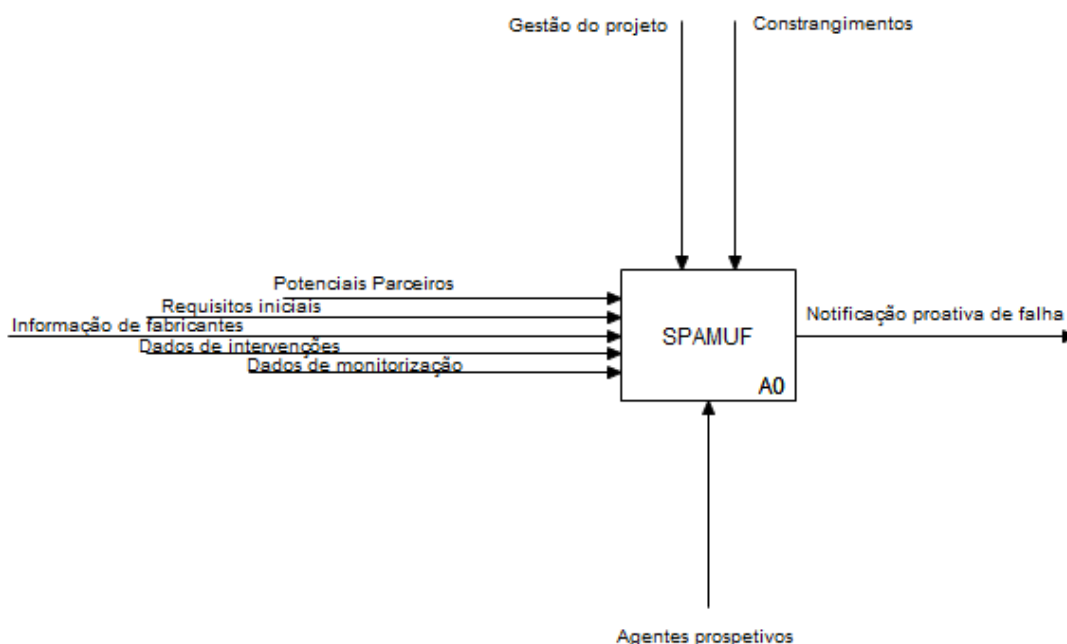 Gestão do projeto
Constrangimentos
Potenciais Parceiros
Requisitos iniciais
Informação de fabricantes
Dados de intervenções
Dados de monitorização
SPAMUF
A0
Notificação proativa de falha
Agentes prospetivos